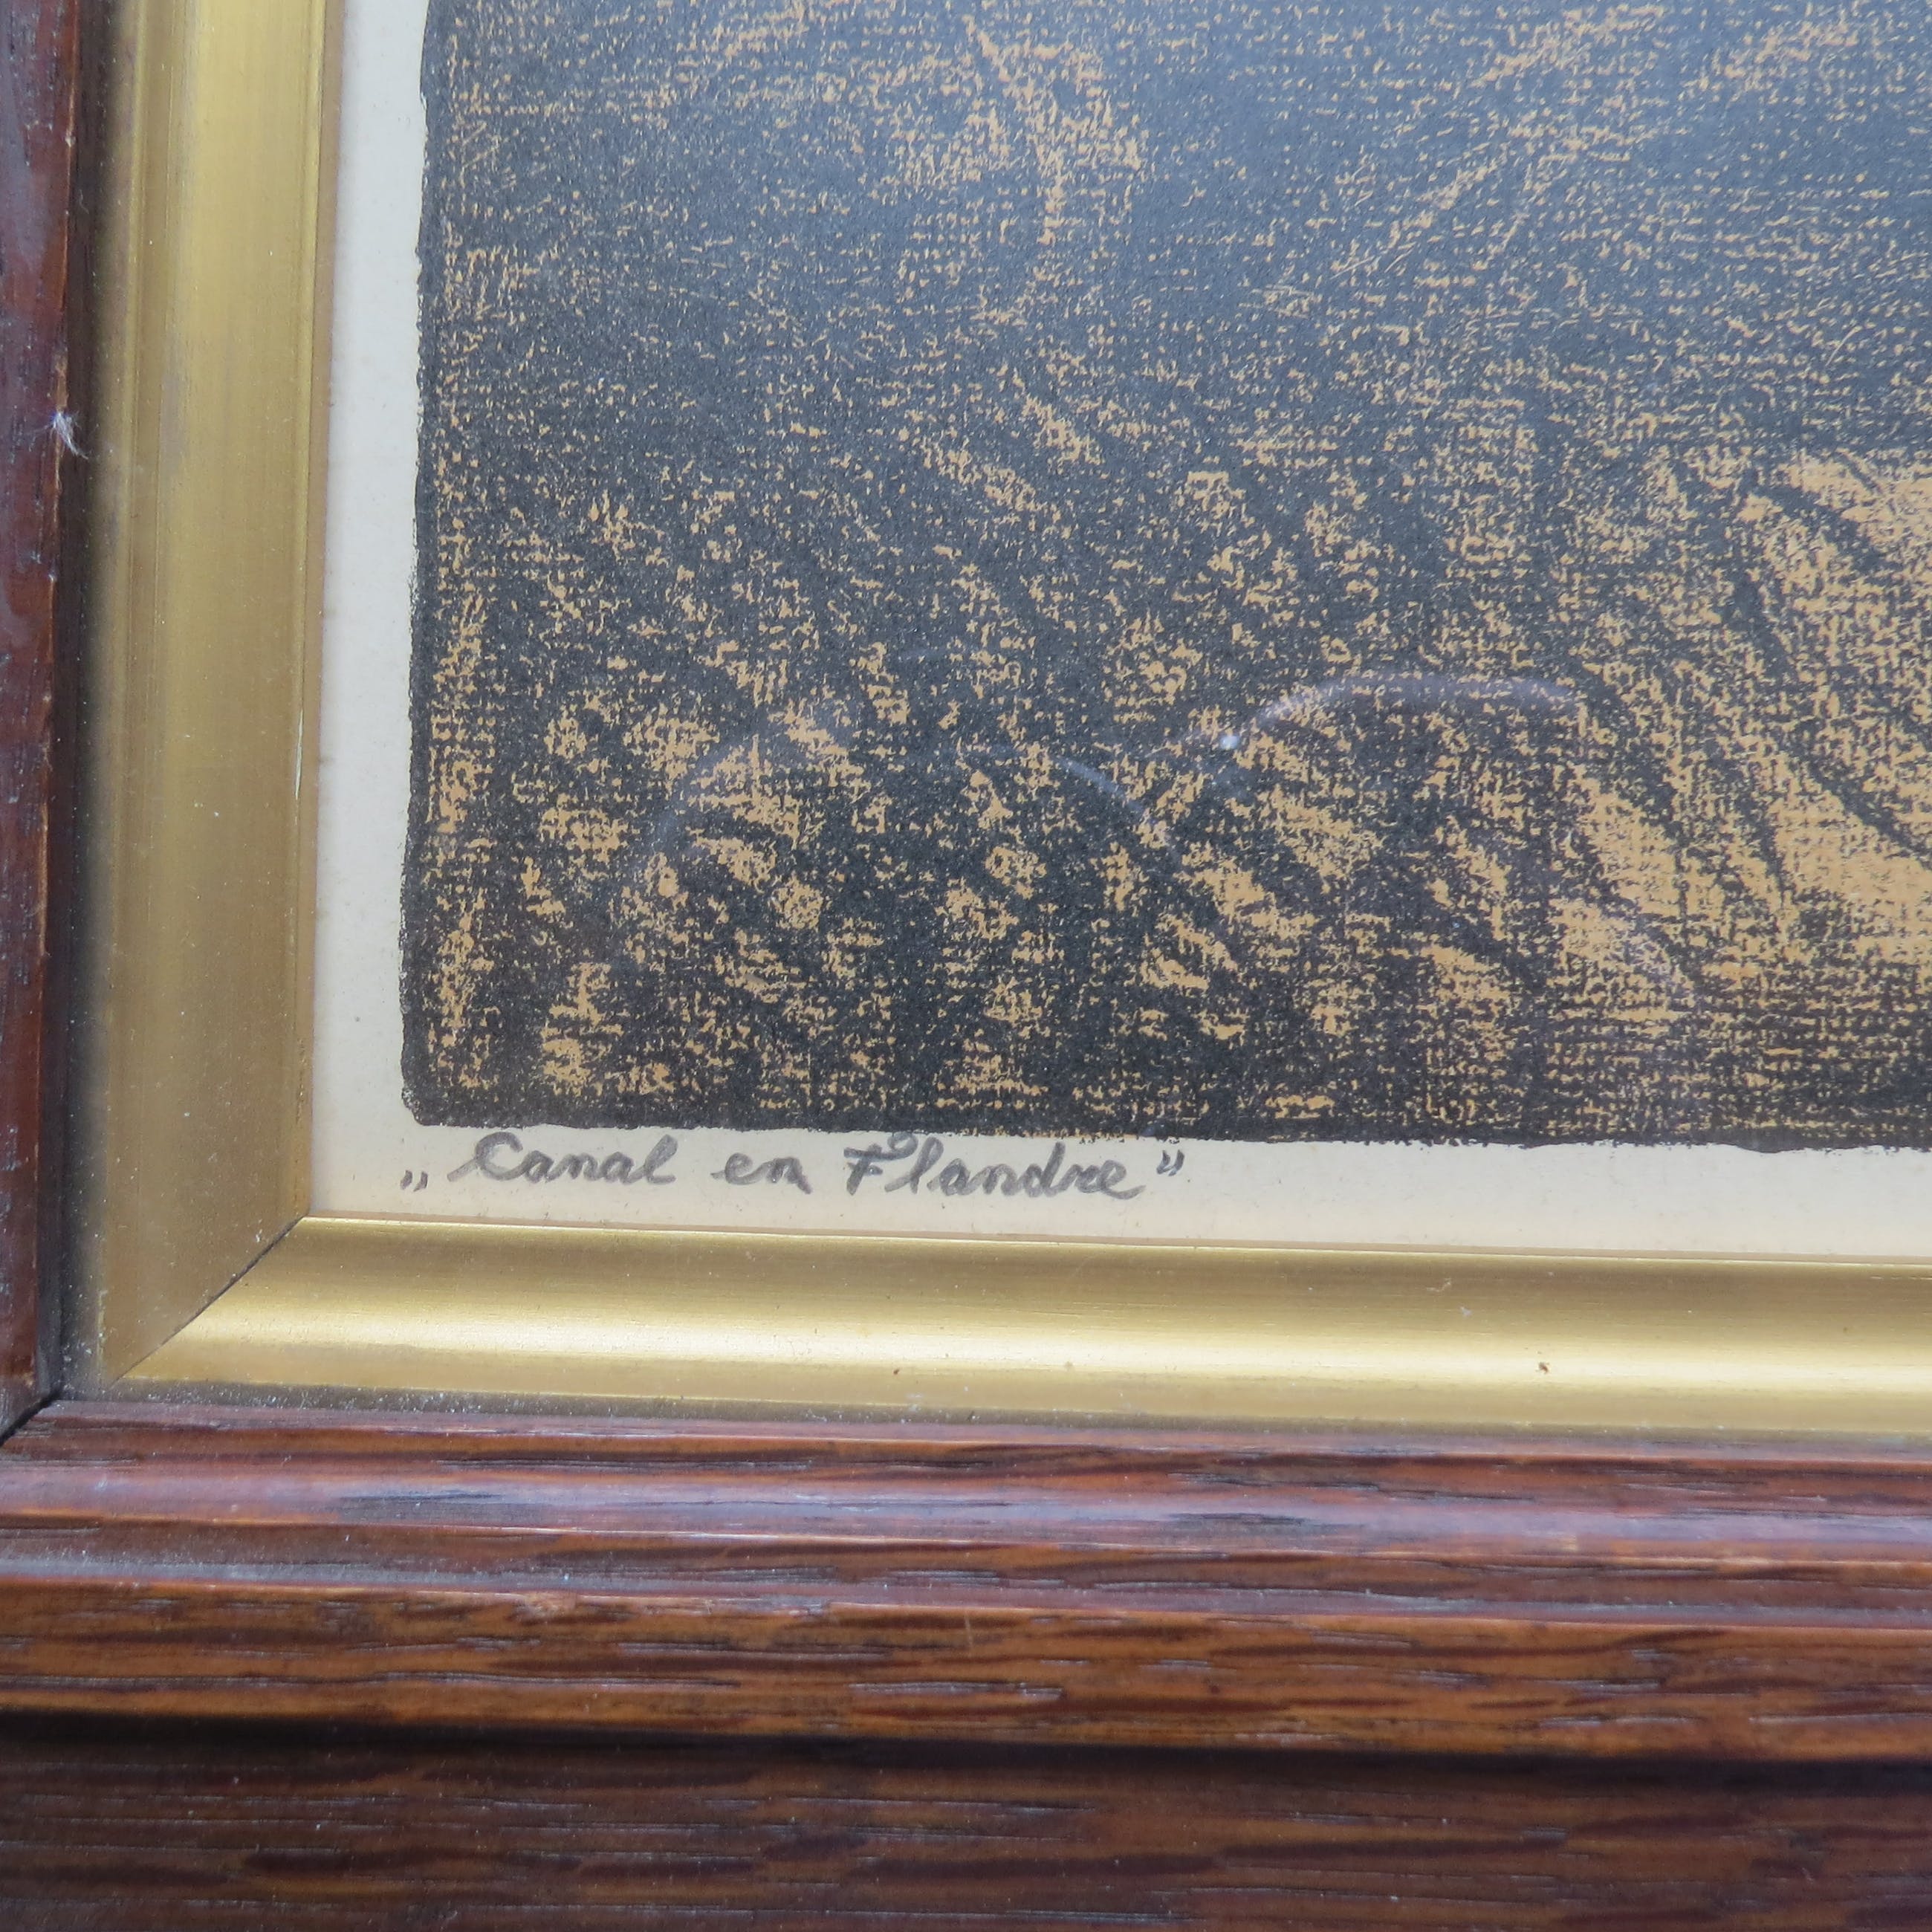 „Canal en Flandre”